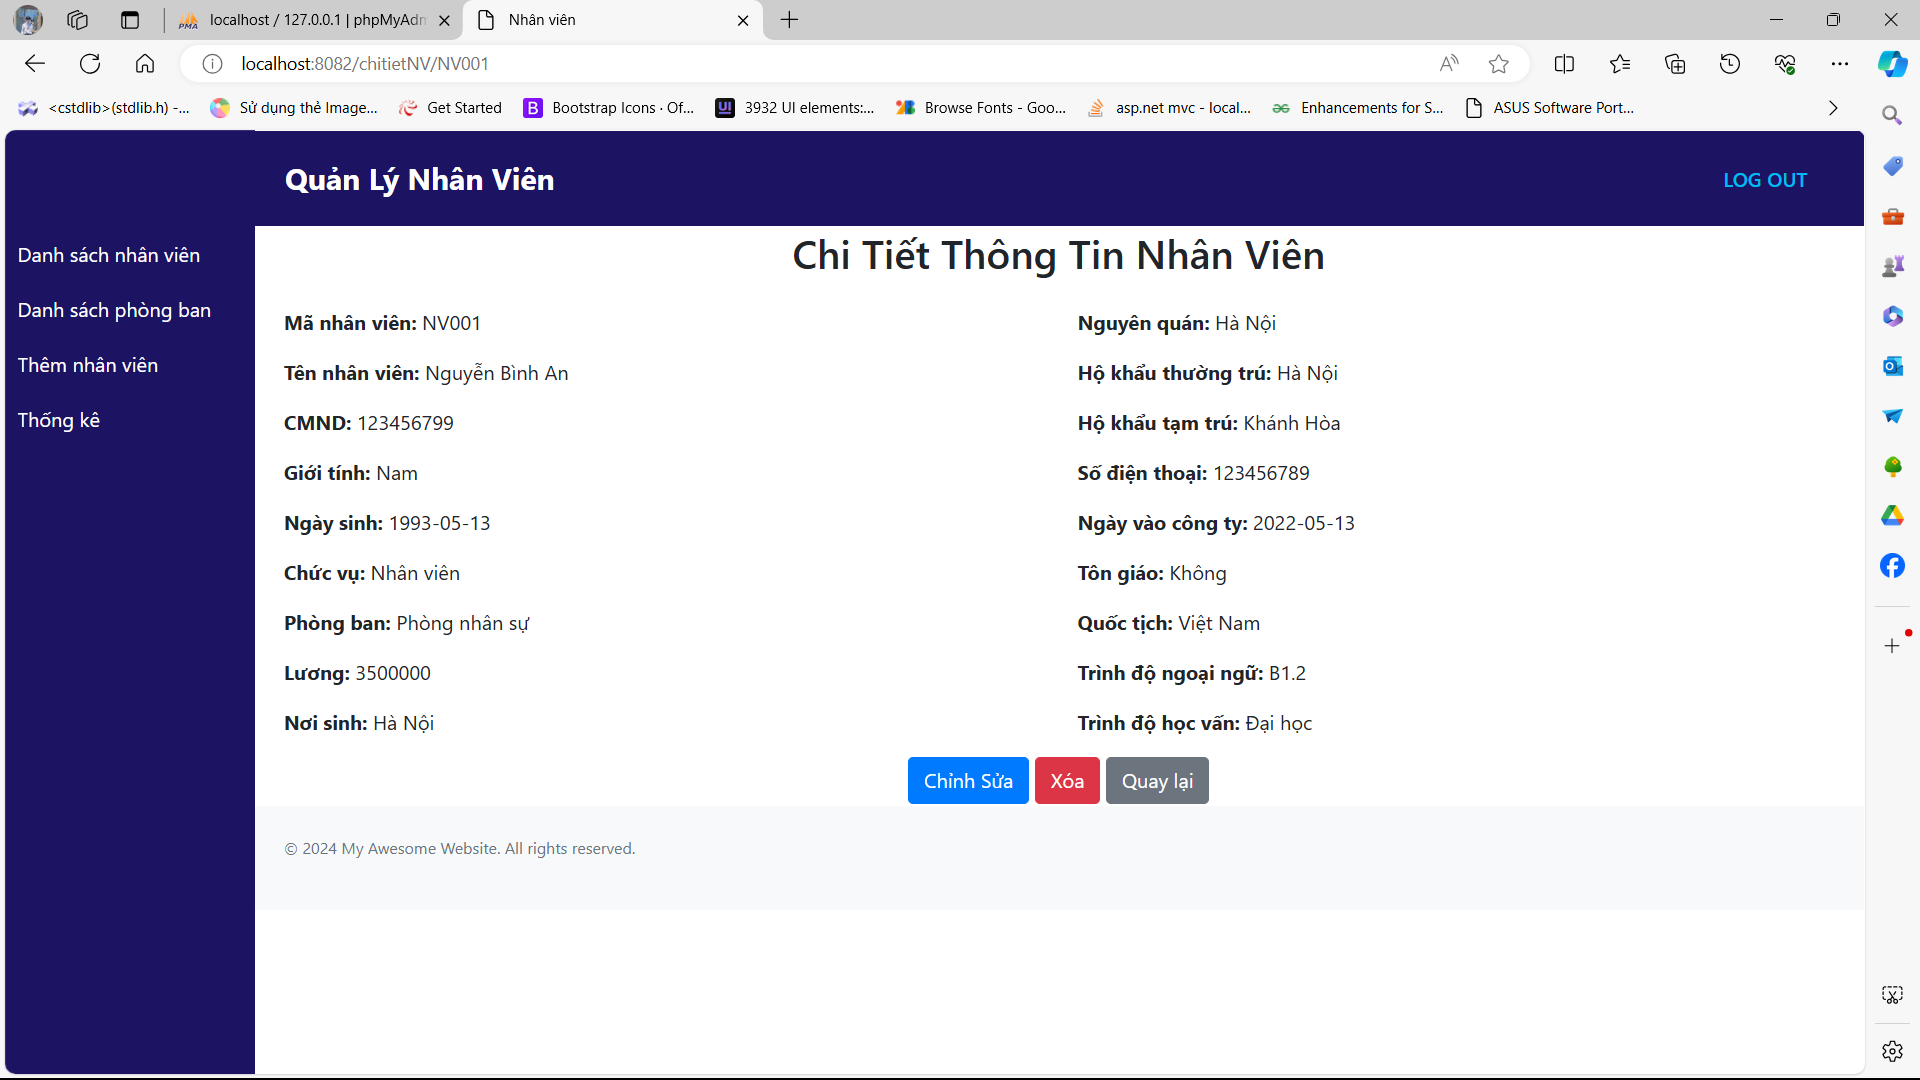 localhost / 127.0.0.1 | phpMyAdm
Nhân viên
localhost:8082/chitietNV/NV001
<cstdlib>(stdlib.h) -...
Sử dụng thẻ Image...
Get Started
Bootstrap Icons · Of...
3932 UI elements:...
Browse Fonts - Goo...
asp.net mvc - local...
Enhancements for S...
ASUS Software Port...
Quản Lý Nhân Viên
LOG OUT
Danh sách nhân viên
Danh sách phòng ban
Thêm nhân viên
Thống kê
Chi Tiết Thông Tin Nhân Viên
Mã nhân viên: NV001
Tên nhân viên: Nguyễn Bình An
CMND: 123456799
Giới tính: Nam
Ngày sinh: 1993-05-13
Chức vụ: Nhân viên
Phòng ban: Phòng nhân sự
Lương: 3500000
Nơi sinh: Hà Nội
Nguyên quán: Hà Nội
Hộ khẩu thường trú: Hà Nội
Hộ khẩu tạm trú: Khánh Hòa
Số điện thoại: 123456789
Ngày vào công ty: 2022-05-13
Tôn giáo: Không
Quốc tịch: Việt Nam
Trình độ ngoại ngữ: B1.2
Trình độ học vấn: Đại học
Chỉnh Sửa
Xóa
Quay lại
© 2024 My Awesome Website. All rights reserved.